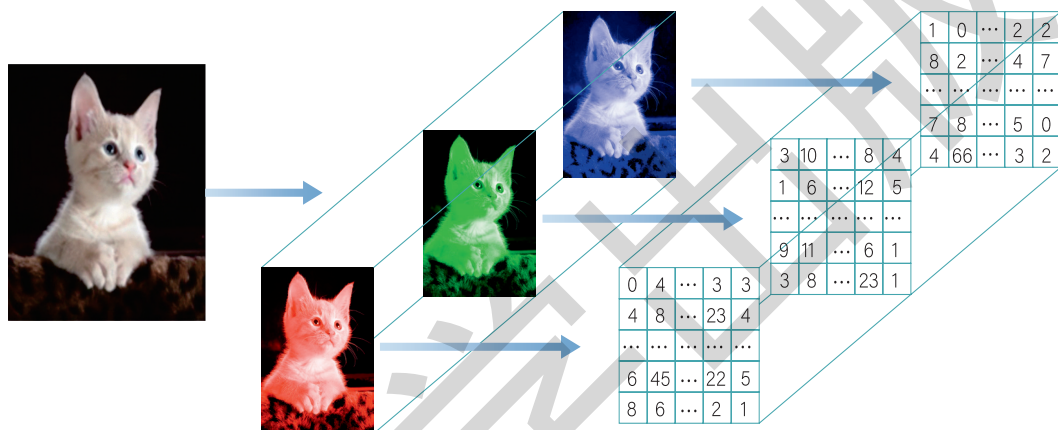 1 0 … 2 2
8 2 … 4 7
… … … … …
7 8 … 5 0
4 66 … 3 2
3 10 … 8 4
1 6 … 12 5
… … … … …
9 11 … 6 1
3 8 … 23 1
0 4 … 3 3
4 8 … 23 4
… … … … …
6 45 … 22 5
8 6 … 2 1